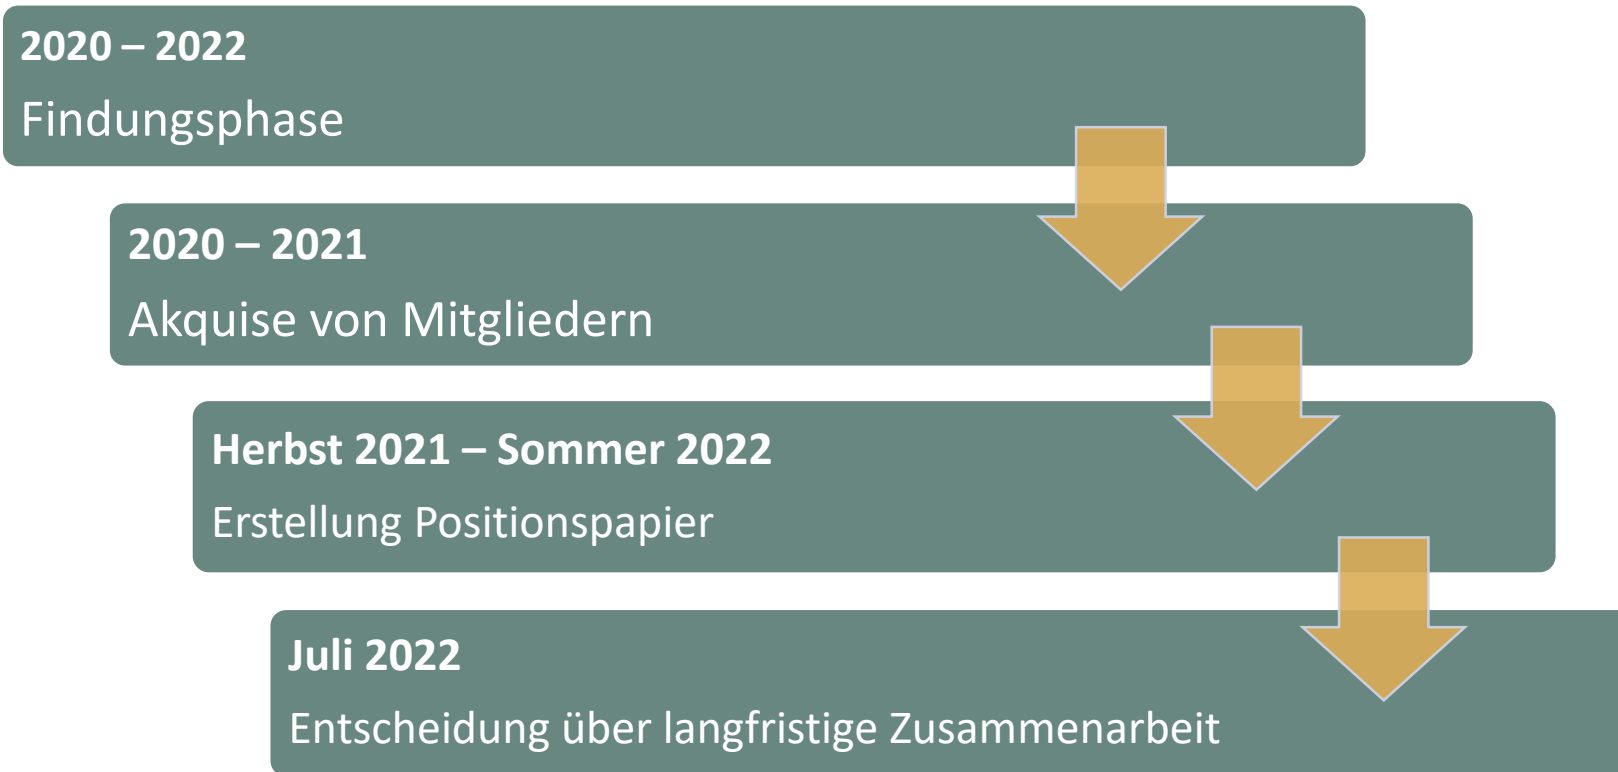 2020 – 2022
Findungsphase
2020 – 2021
Akquise von Mitgliedern
Herbst 2021 – Sommer 2022
Erstellung Positionspapier
Juli 2022
Entscheidung über langfristige Zusammenarbeit